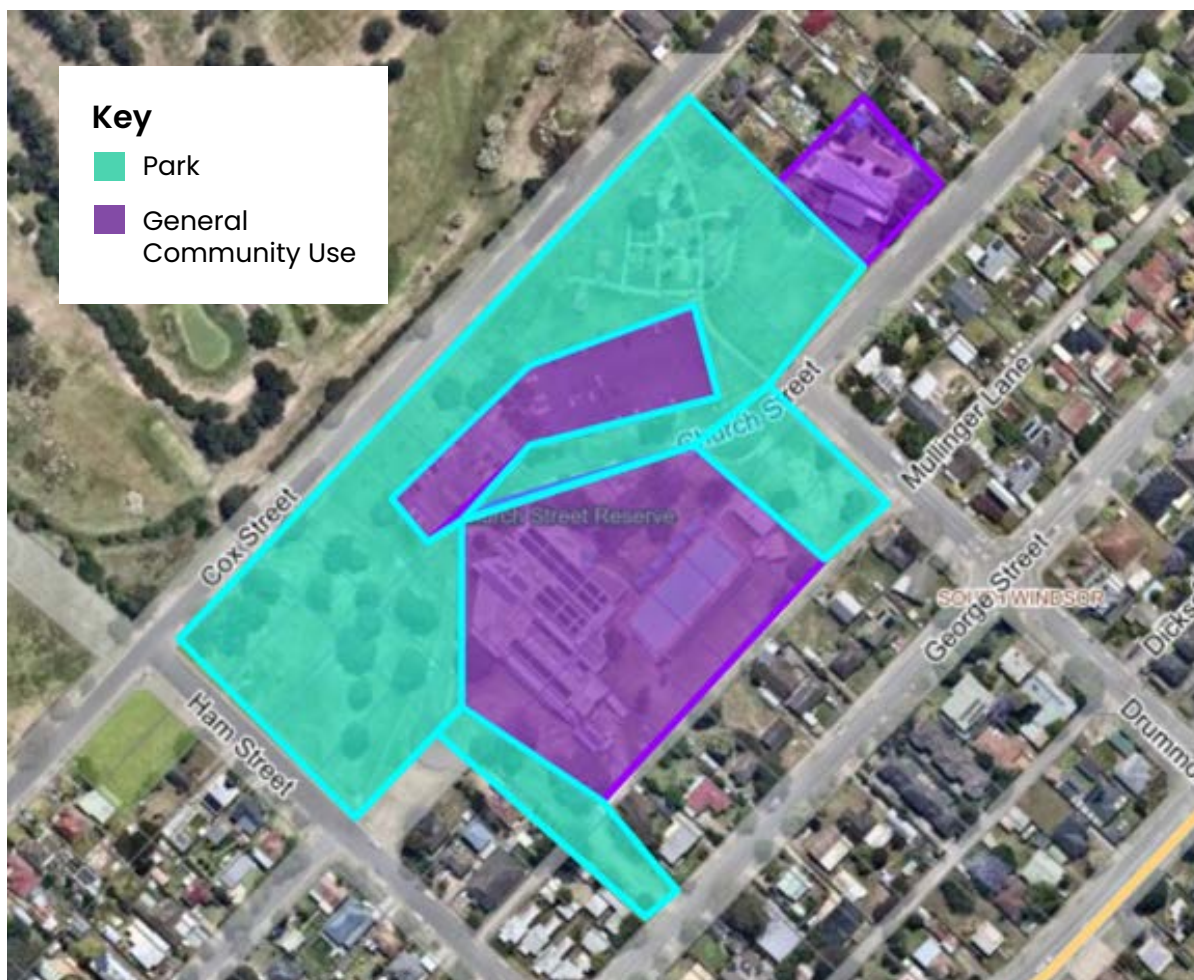 Key
Park
General
Community Use
Church Street
Mullinger Lane
Cox Street
Church Street Reserve
George Street
SOUTH WINDSOR
Ham Street